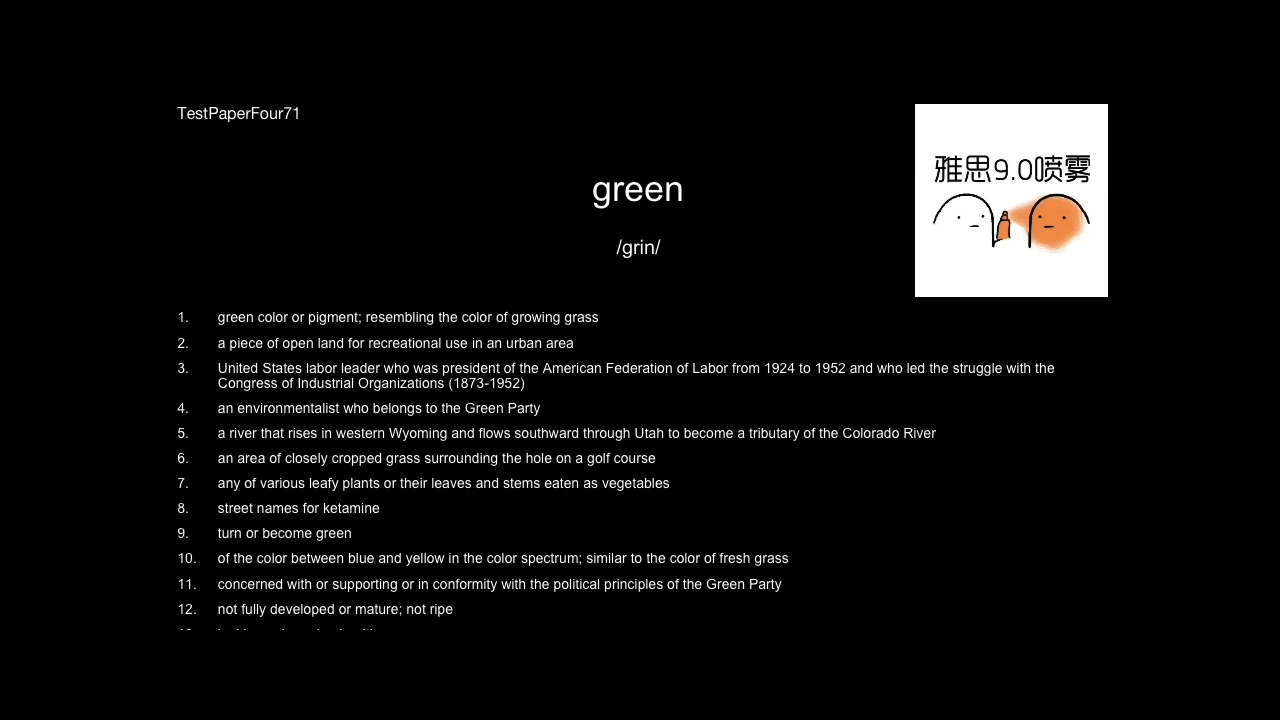 TestPaperFour71
雅思9.0喷雾
green
/grin/
1. green color or pigment; resembling the color of growing grass
2. a piece of open land for recreational use in an urban area
3. United States labor leader who was president of the American Federation of Labor from 1924 to 1952 and who led the struggle with the
Congress of Industrial Organizations (1873-1952)
4. an environmentalist who belongs to the Green Party
5. a river that rises in western Wyoming and flows southward through Utah to become a tributary of the Colorado River
6. an area of closely cropped grass surrounding the hole on a golf course
7. any of various leafy plants or their leaves and stems eaten as vegetables
8. street names for ketamine
9. turn or become green
10. of the color between blue and yellow in the color spectrum; similar to the color of fresh grass
11. concerned with or supporting or in conformity with the political principles of the Green Party
12. not fully developed or mature; not ripe